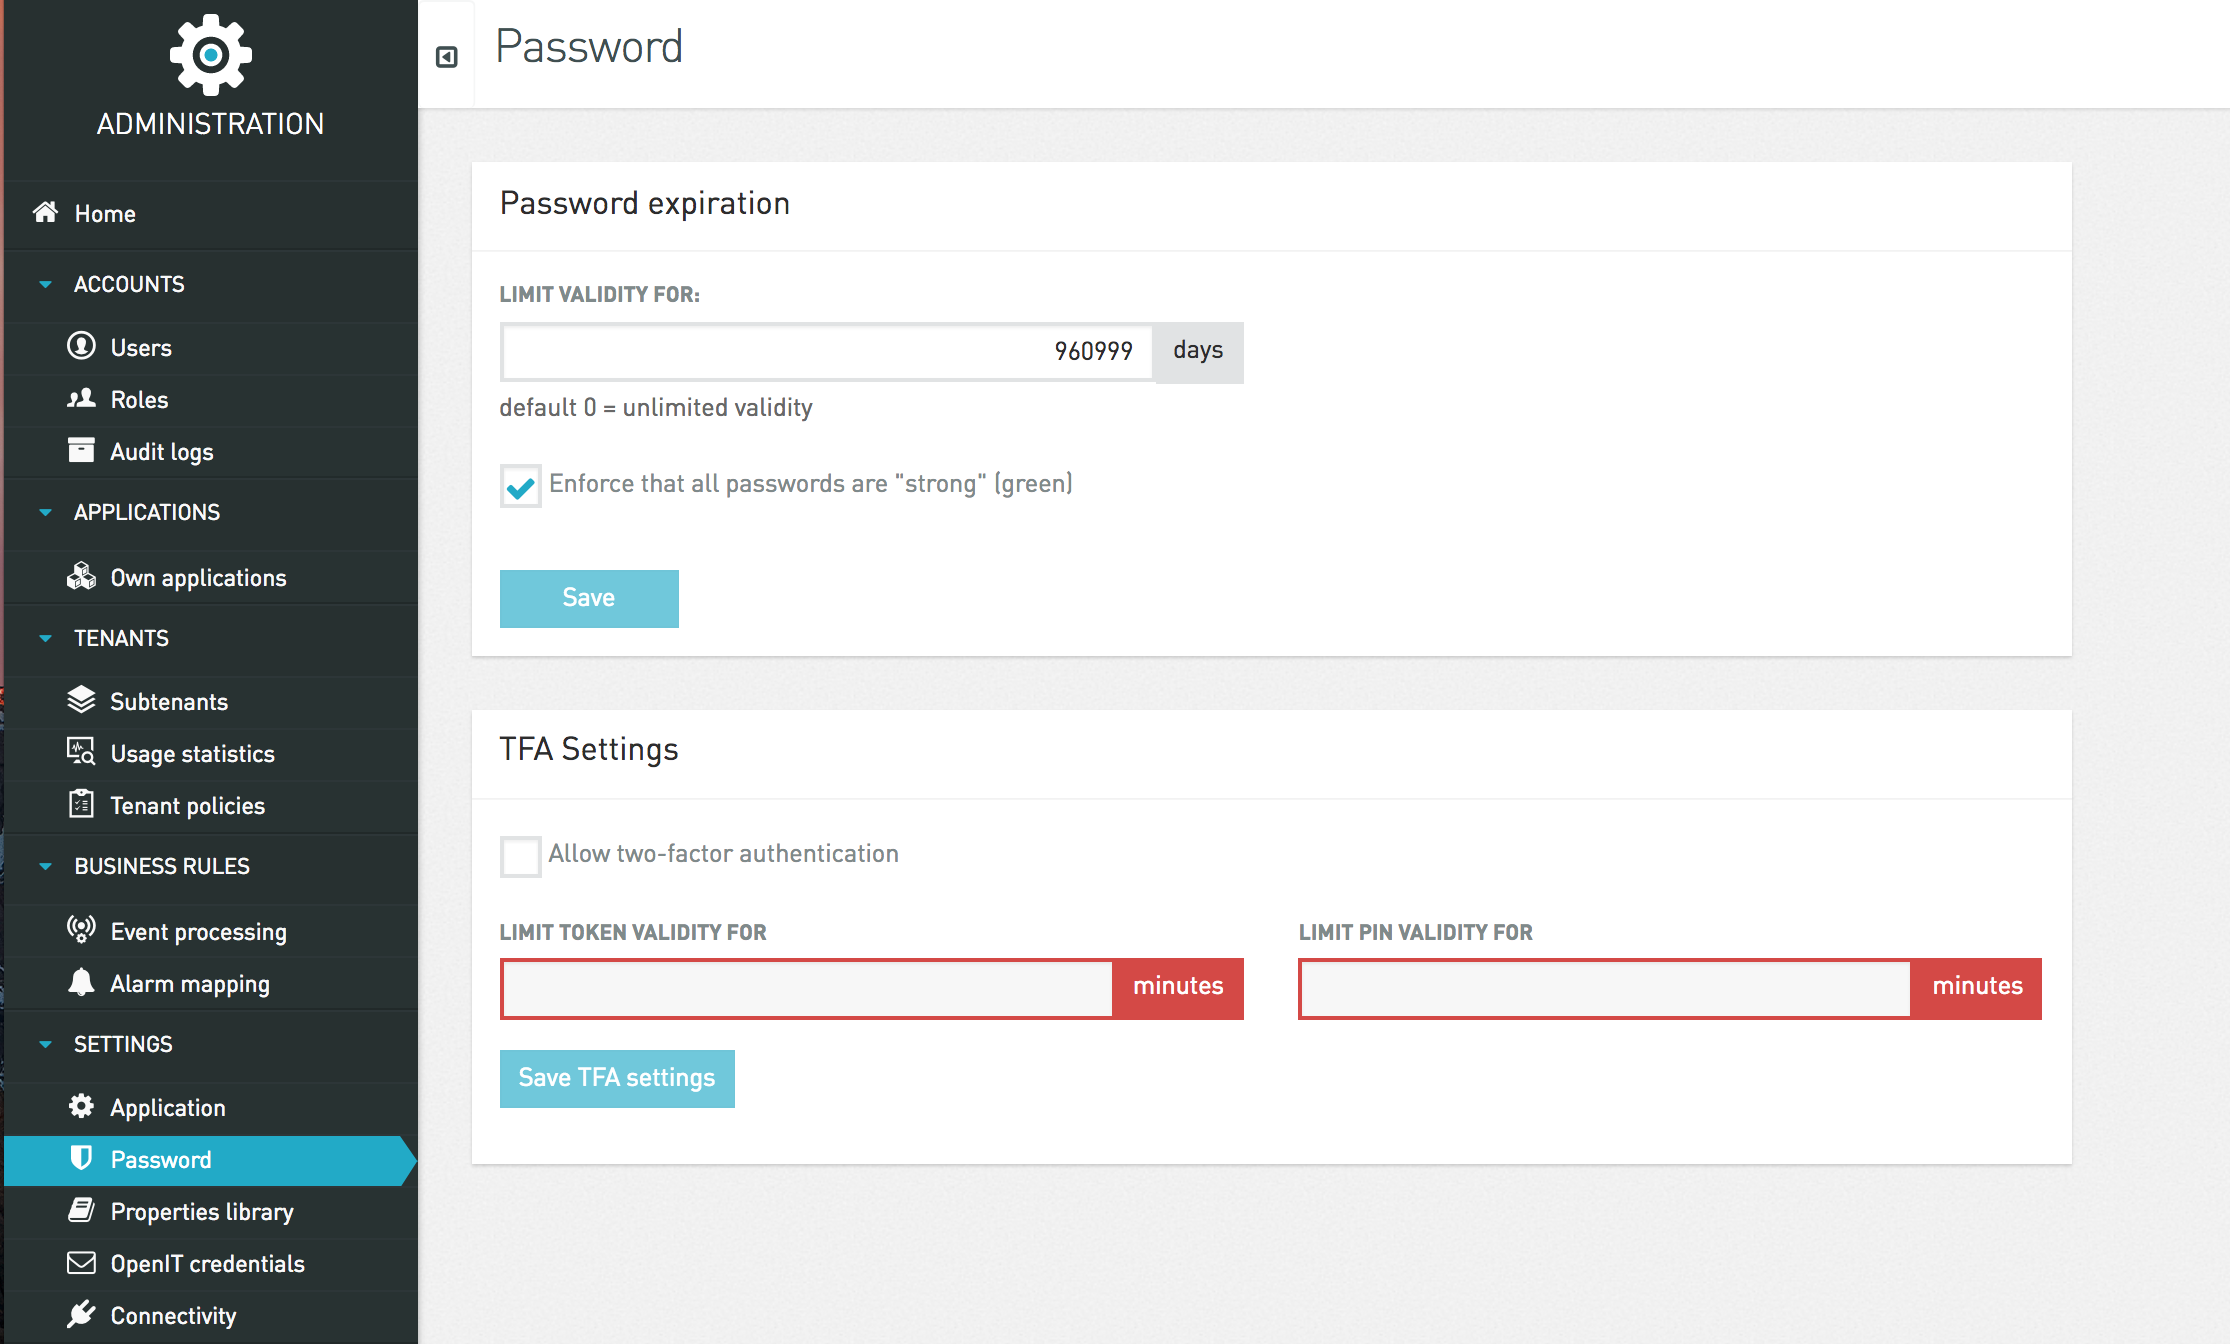 ADMINISTRATION
Home
ACCOUNTS
Users
Roles
Audit logs
APPLICATIONS
Own applications
TENANTS
Subtenants
Usage statistics
Tenant policies
BUSINESS RULES
Event processing
Alarm mapping
SETTINGS
Application
Password
Properties library
OpenIT credentials
Connectivity
Password
Password expiration
LIMIT VALIDITY FOR:
960999 days
default 0 = unlimited validity
Enforce that all passwords are "strong" (green)
Save
TFA Settings
Allow two-factor authentication
LIMIT TOKEN VALIDITY FOR
minutes
LIMIT PIN VALIDITY FOR
minutes
Save TFA settings